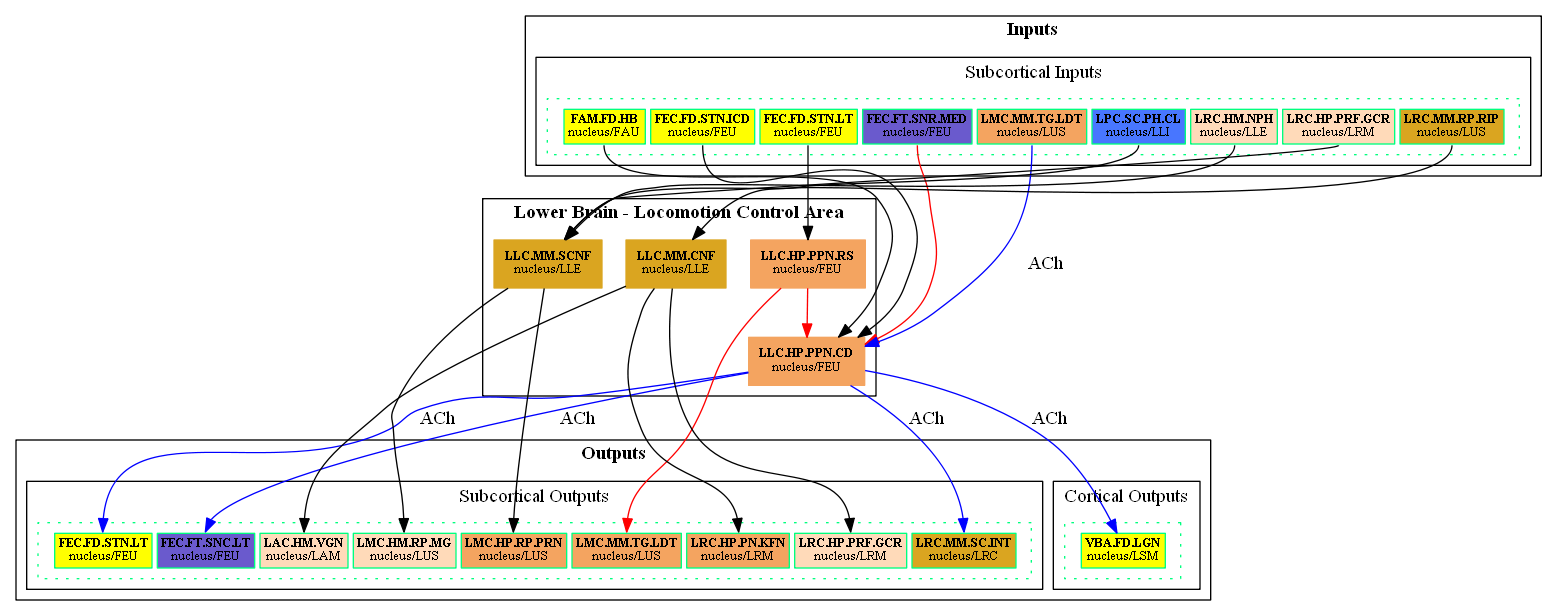 Inputs
Subcortical Inputs
FAM.FD.HB
nucleus/FAU
FEC.FD.STN.ICD
nucleus/FEU
FEC.FD.STN.LT
nucleus/FEU
FEC.FT.SNR.MED
nucleus/FEU
LMC.MM.TG.LDT
nucleus/LUS
LPC.SC.PH.CL
nucleus/LLI
LRC.HM.NPH
nucleus/LLE
LRC.HP.PRF.GCR
nucleus/LRM
LRC.MM.RP.RIP
nucleus/LUS
Lower Brain - Locomotion Control Area
LLC.MM.SCNF
nucleus/LLE
LLC.MM.CNF
nucleus/LLE
LLC.HP.PPN.RS
nucleus/FEU
ACh
LLC.HP.PPN.CD
nucleus/FEU
ACh
ACh
ACh
ACh
Outputs
Subcortical Outputs
FEC.FD.STN.LT
nucleus/FEU
FEC.FT.SNC.LT
nucleus/FEU
LAC.HM.VGN
nucleus/LAM
LMC.HM.RP.MG
nucleus/LUS
LMC.HP.RP.PRN
nucleus/LUS
LMC.MM.TG.LDT
nucleus/LUS
LRC.HP.PN.KFN
nucleus/LRM
LRC.HP.PRF.GCR
nucleus/LRM
LRC.MM.SC.INT
nucleus/LRC
Cortical Outputs
VBA.FD.LGN
nucleus/LSM